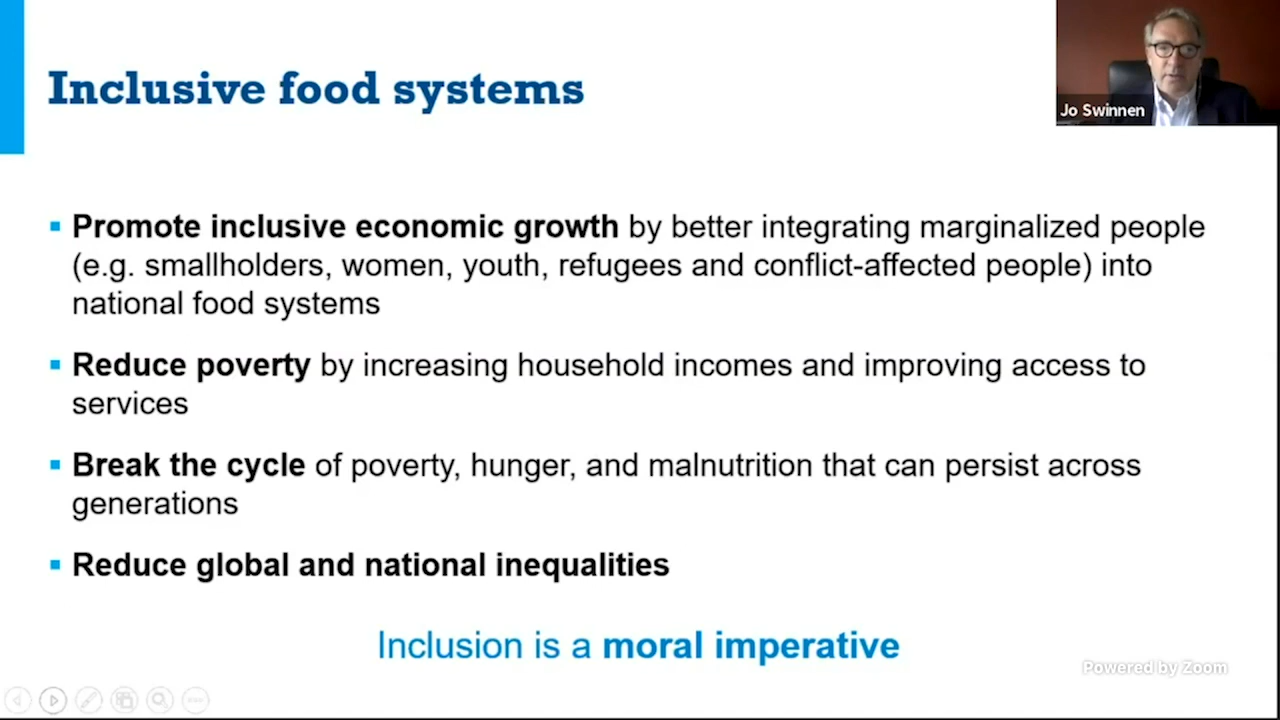 Inclusive food systems
Jo Swinnen
▪ Promote inclusive economic growth by better integrating marginalized people
(e.g. smallholders, women, youth, refugees and conflict-affected people) into
national food systems
▪ Reduce poverty by increasing household incomes and improving access to
services
▪ Break the cycle of poverty, hunger, and malnutrition that can persist across
generations
▪ Reduce global and national inequalities
Inclusion is a moral imperative
Powered by Zoom